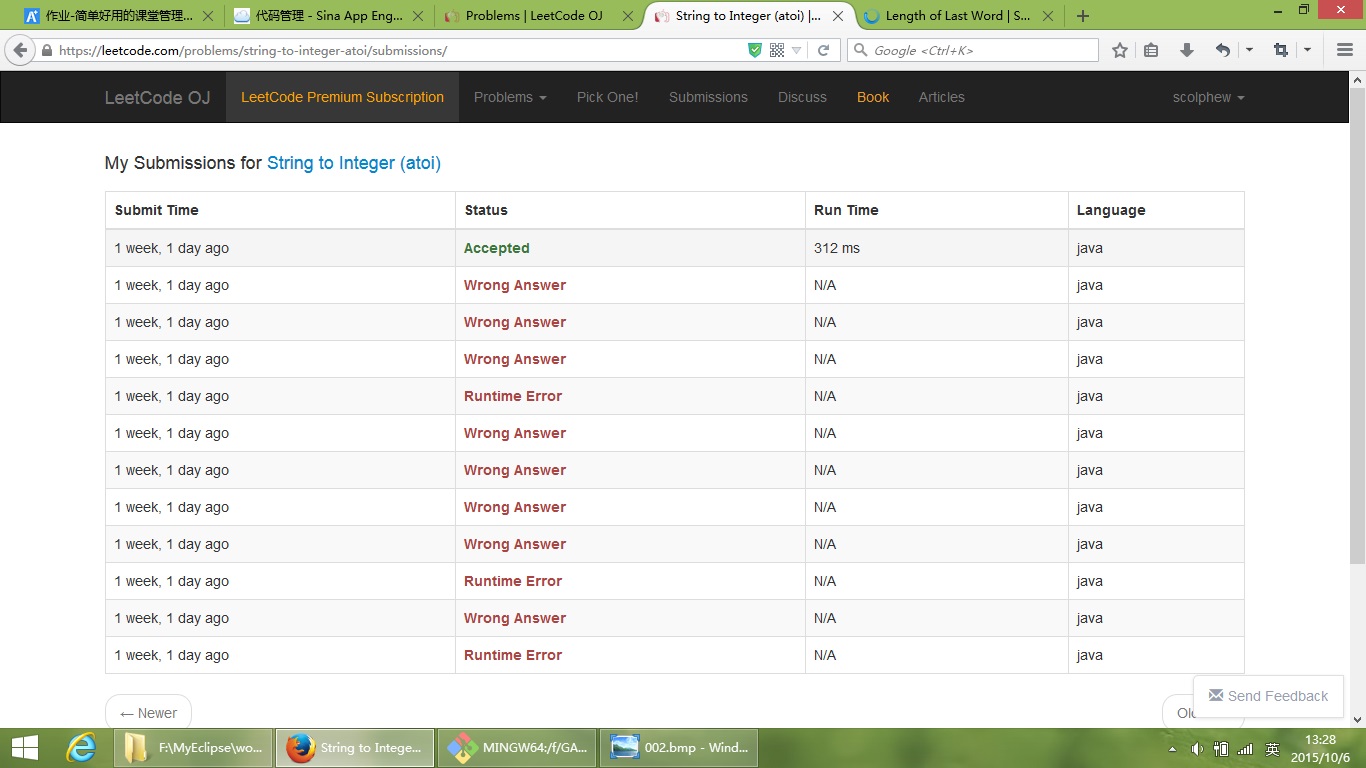 作业-简单好用的课堂管理... 代码管理 - Sina App Eng... Problems | LeetCode OJ String to Integer (atoi) |... Length of Last Word | S...
https://leetcode.com/problems/string-to-integer-atoi/submissions/ Google <Ctrl+K>
LeetCode OJ LeetCode Premium Subscription Problems Pick One! Submissions Discuss Book Articles scolphew
My Submissions for String to Integer (atoi)
Submit Time Status Run Time Language
1 week, 1 day ago Accepted 312 ms java
1 week, 1 day ago Wrong Answer N/A java
1 week, 1 day ago Wrong Answer N/A java
1 week, 1 day ago Wrong Answer N/A java
1 week, 1 day ago Runtime Error N/A java
1 week, 1 day ago Wrong Answer N/A java
1 week, 1 day ago Wrong Answer N/A java
1 week, 1 day ago Wrong Answer N/A java
1 week, 1 day ago Wrong Answer N/A java
1 week, 1 day ago Runtime Error N/A java
1 week, 1 day ago Wrong Answer N/A java
1 week, 1 day ago Runtime Error N/A java
Send Feedback
← Newer
F:\MyEclipse\wo... String to Intege... MINGW64:/f/GA... 002.bmp - Wind... 英 13:28
2015/10/6